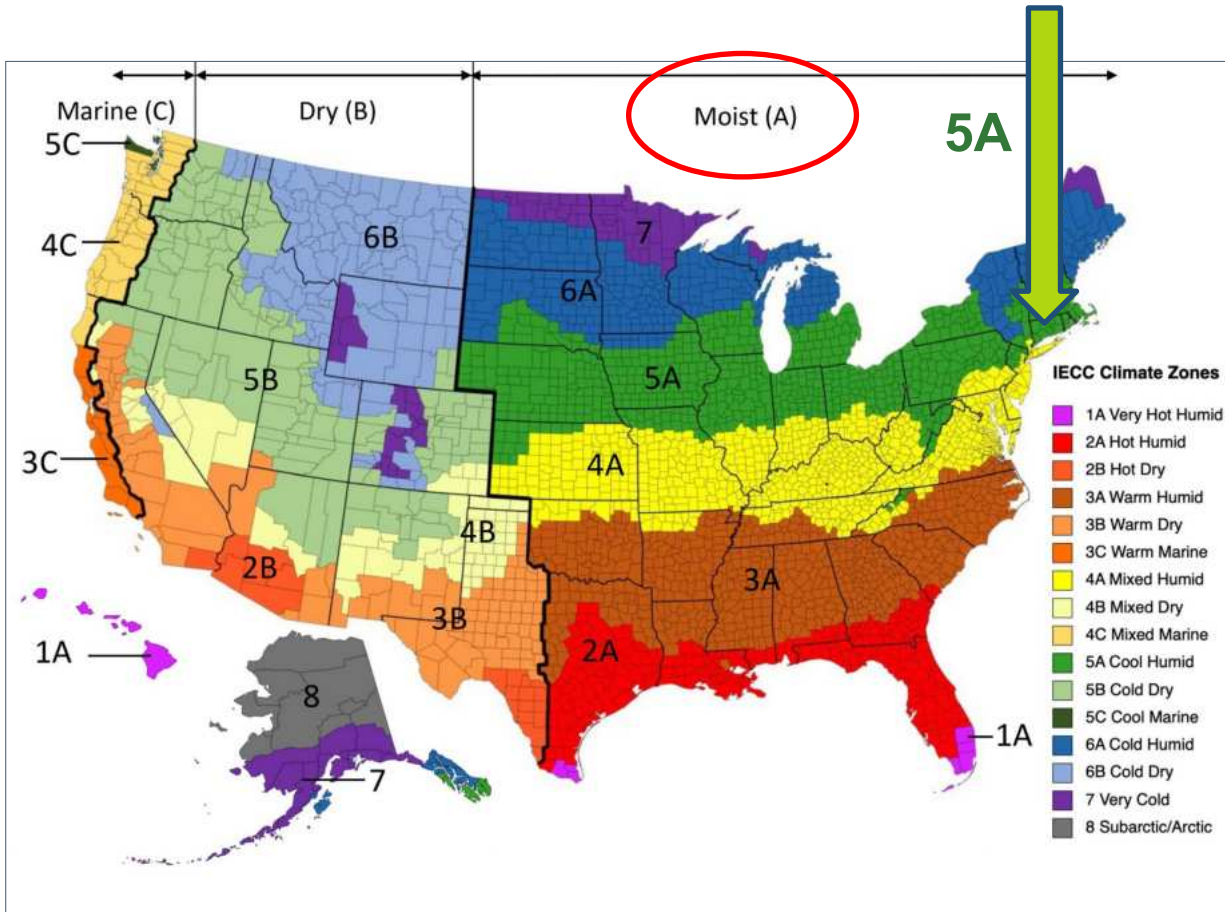 Marine (C)
Dry (B)
Moist (A)
5A
5C
4C
6B
7
6A
5B
5A
3C
4A
4B
2B
3B
3A
2A
1A
8
7
1A
IECC Climate Zones
1A Very Hot Humid
2A Hot Humid
2B Hot Dry
3A Warm Humid
3B Warm Dry
3C Warm Marine
4A Mixed Humid
4B Mixed Dry
4C Mixed Marine
5A Cool Humid
5B Cold Dry
5C Cool Marine
6A Cold Humid
6B Cold Dry
7 Very Cold
8 Subarctic/Arctic